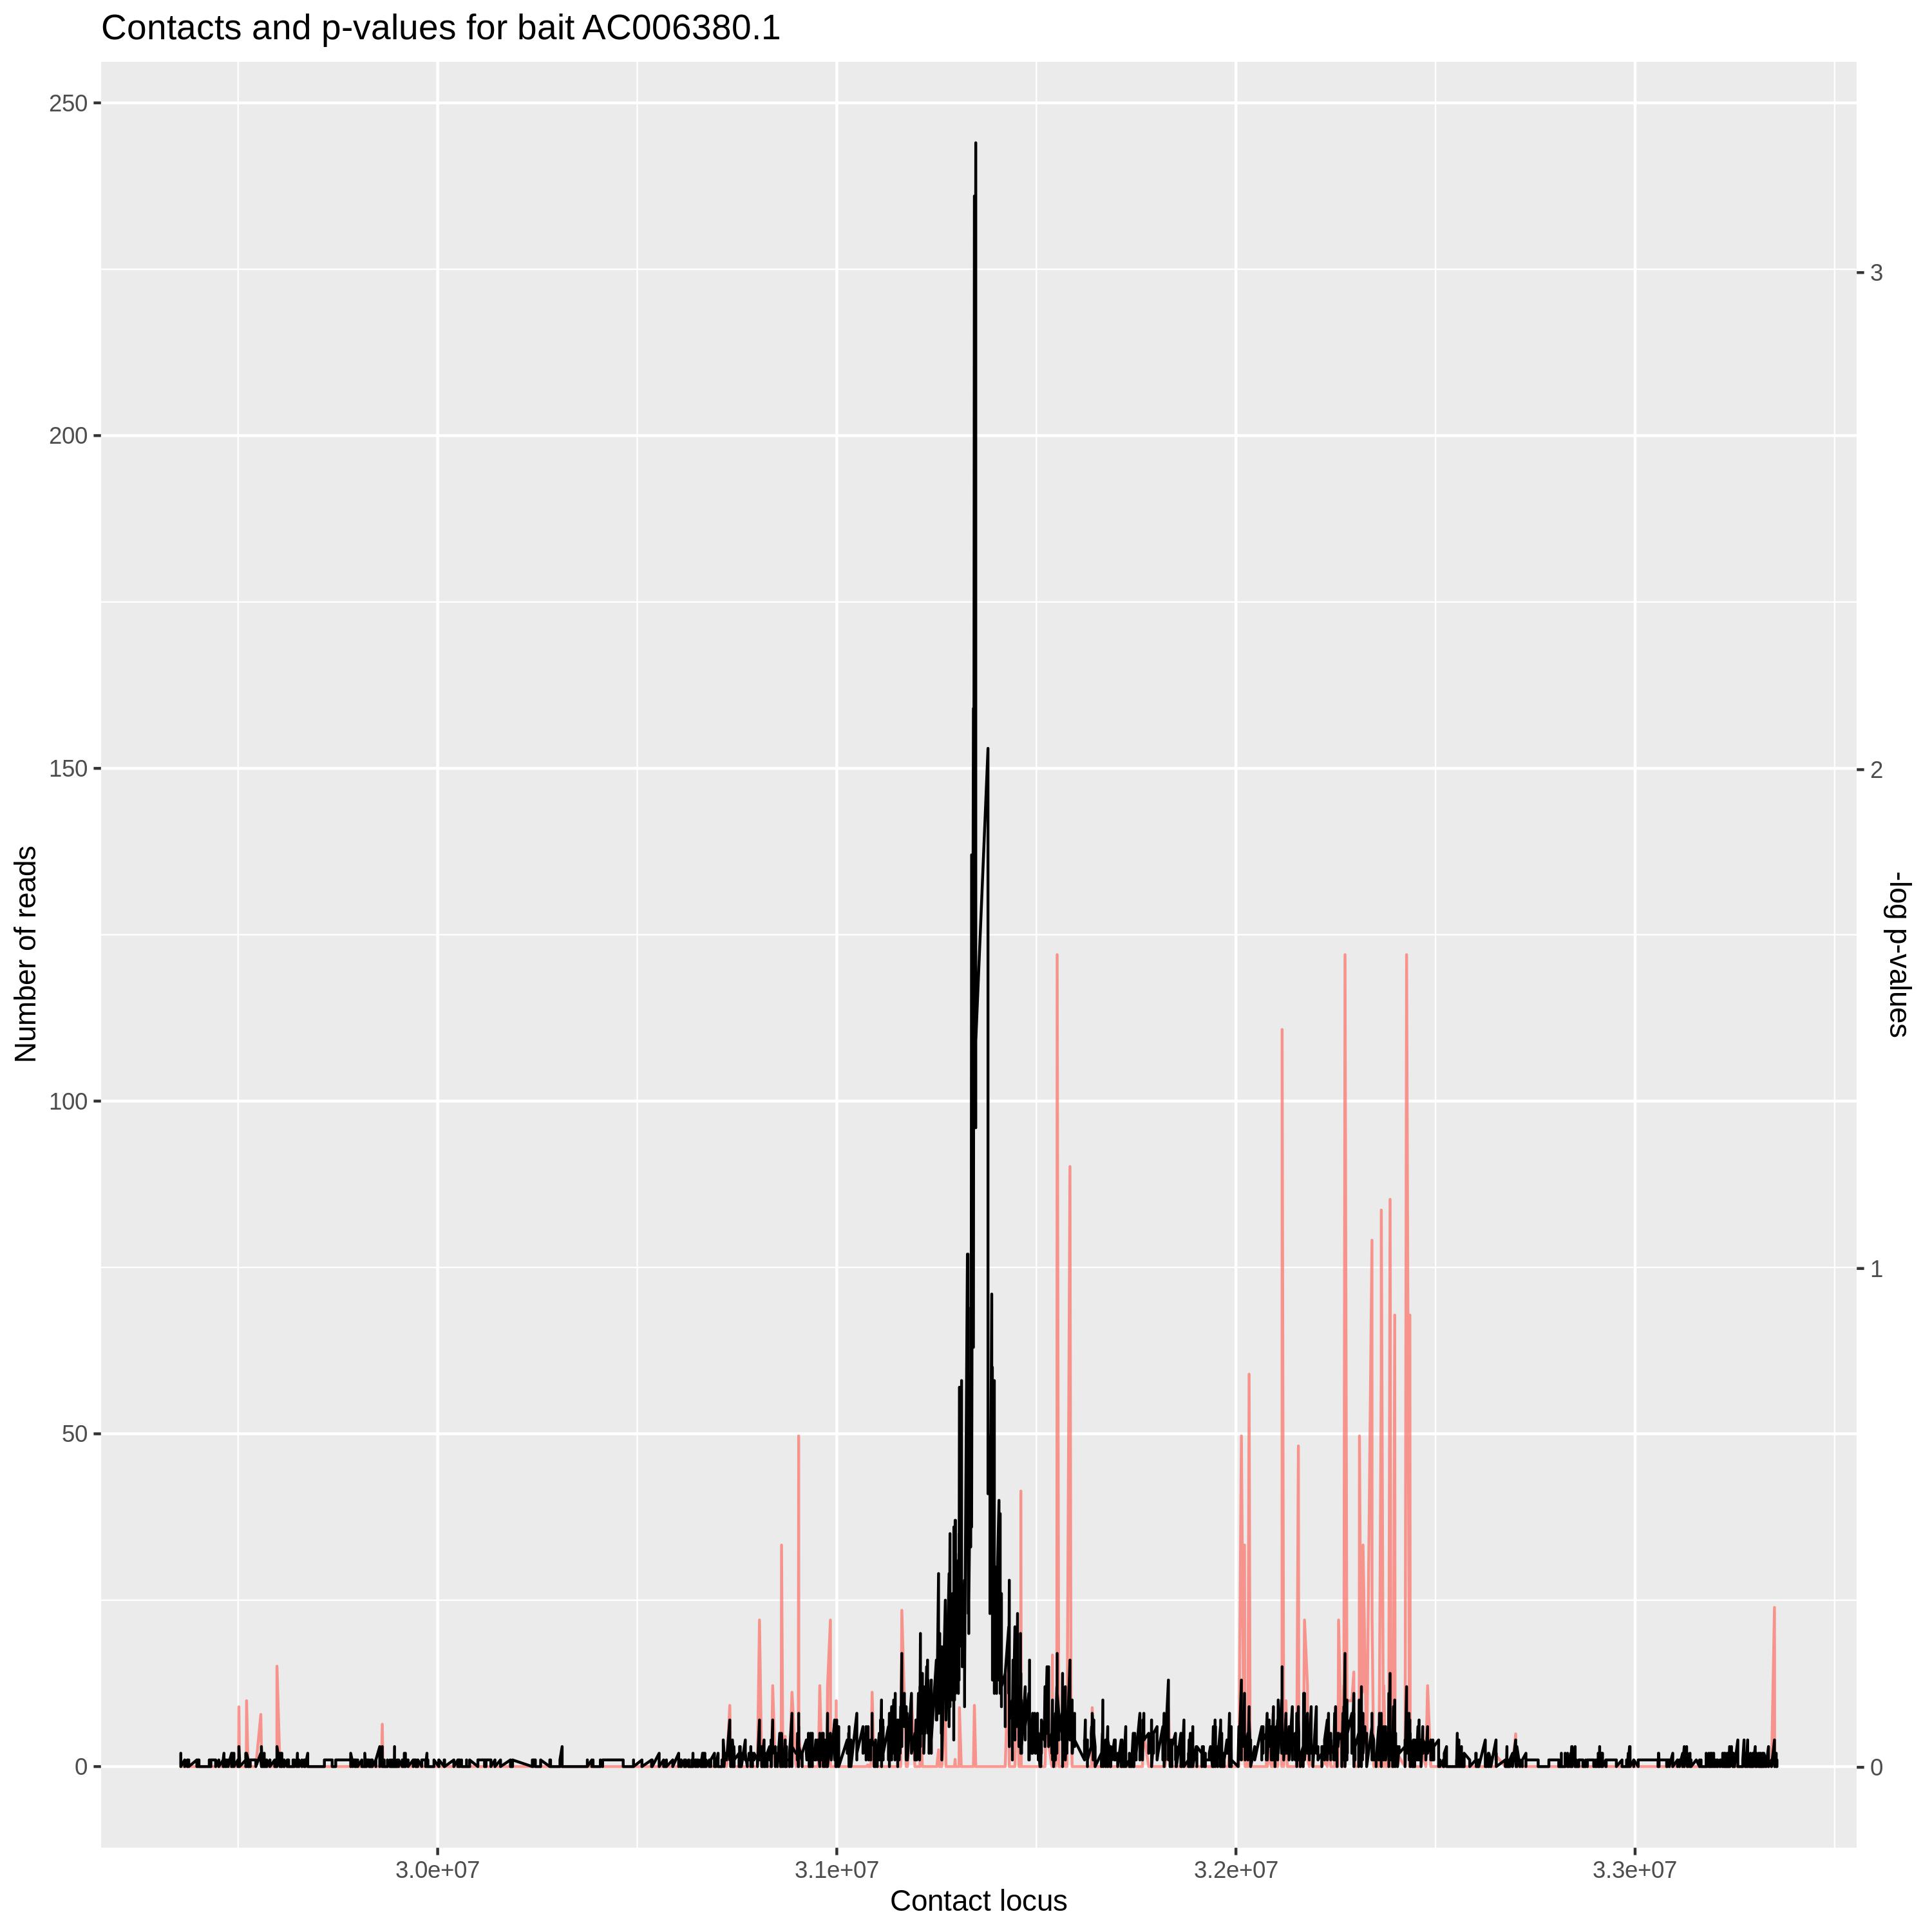 Contacts and p-values for bait AC006380.1
250
200
150
100
50
0
Number of reads
3
2
1
0
-log p-values
3.0e+07 3.1e+07 3.2e+07 3.3e+07
Contact locus